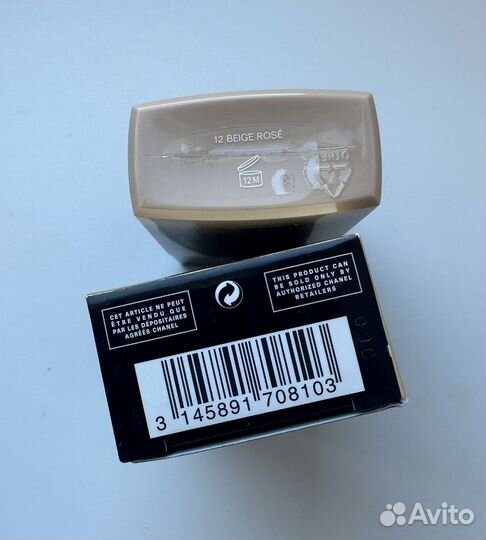 12 BEIGE ROSÉ
12M
OTHER
CET ARTICLE NE PEUT
ÊTRE VENDU QUE
PAR LES DÉPOSITAIRES
AGRÉÉS CHANEL
THIS PRODUCT CAN
BE SOLD ONLY BY
AUTHORIZED CHANEL
RETAILERS
3 145891 708103
Avito